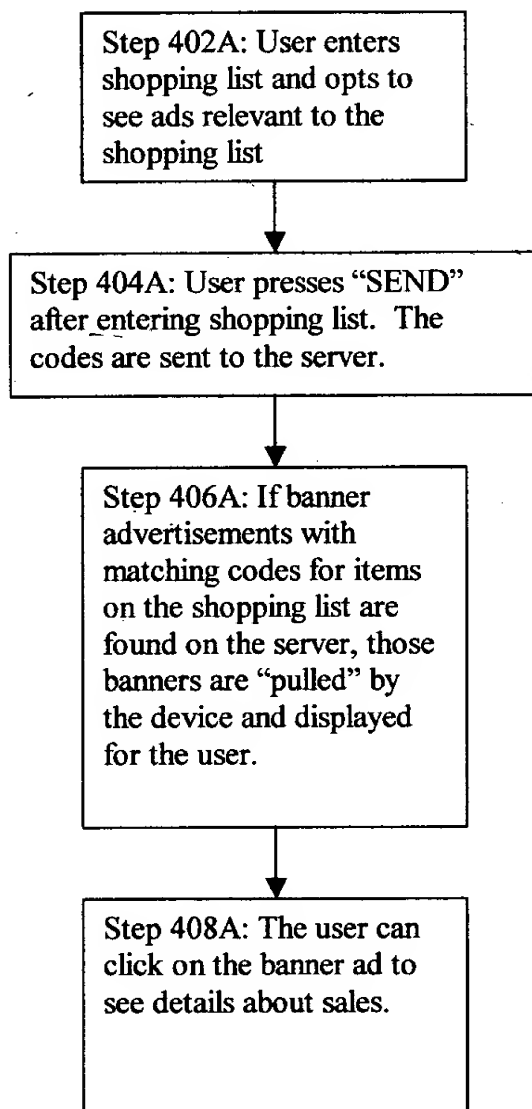 Step 402A: User enters
shopping list and opts to
see ads relevant to the
shopping list
Step 404A: User presses “SEND”
after entering shopping list. The
codes are sent to the server.
Step 406A: If banner
advertisements with
matching codes for items
on the shopping list are
found on the server, those
banners are “pulled” by
the device and displayed
for the user.
Step 408A: The user can
click on the banner ad to
see details about sales.